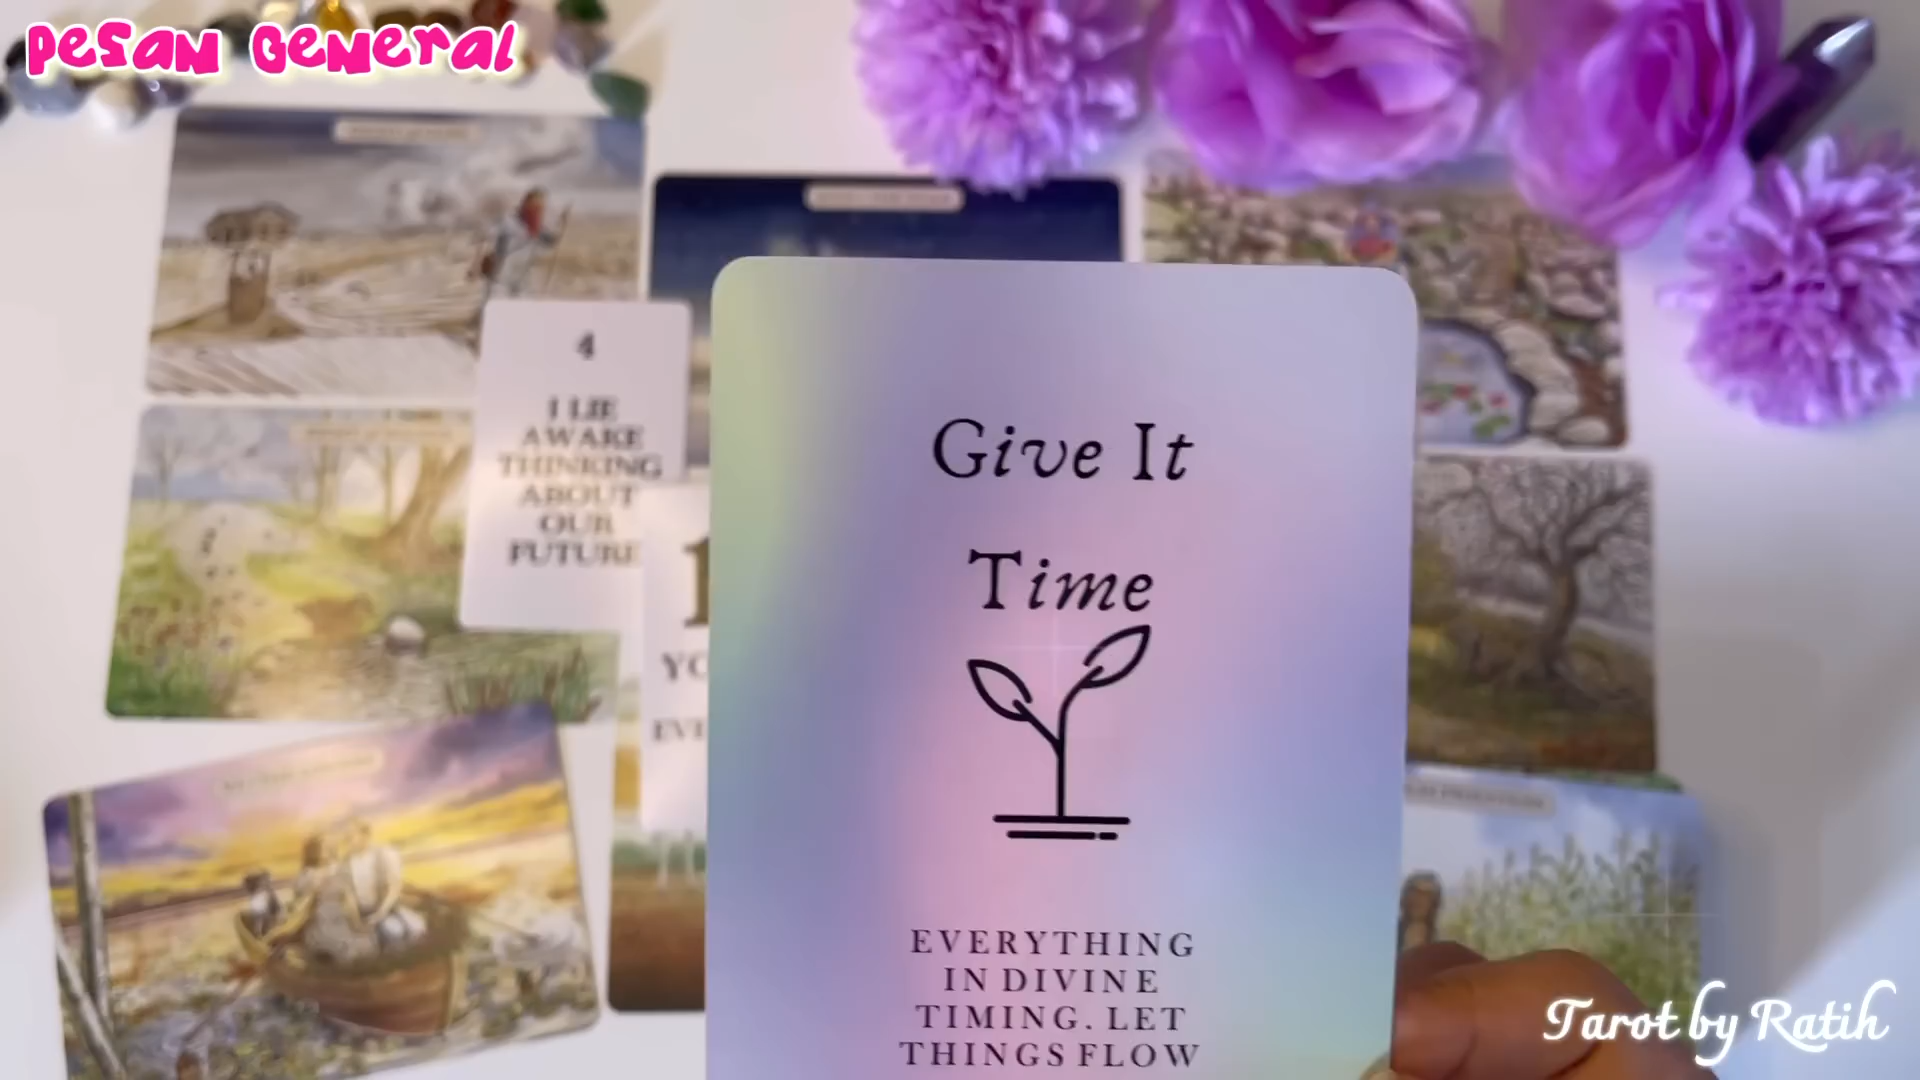 PESAN GENERAL
4
I LIE
AWAKE
THINKING
ABOUT
OUR
FUTURE
Give It
Time
EVERYTHING
IN DIVINE
TIMING. LET
THINGS FLOW
Tarot by Ratih